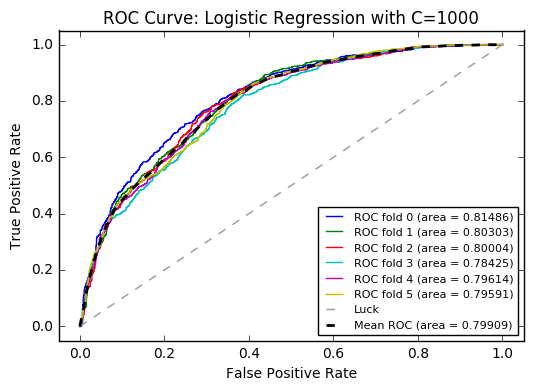 ROC Curve: Logistic Regression with C=1000
True Positive Rate
1.0
0.8
0.6
0.4
0.2
0.0
ROC fold 0 (area = 0.81486)
ROC fold 1 (area = 0.80303)
ROC fold 2 (area = 0.80004)
ROC fold 3 (area = 0.78425)
ROC fold 4 (area = 0.79614)
ROC fold 5 (area = 0.79591)
Luck
Mean ROC (area = 0.79909)
0.0 0.2 0.4 0.6 0.8 1.0
False Positive Rate